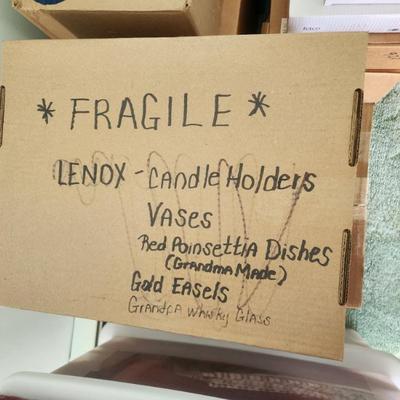 * FRAGILE *
LENOX - Candle Holders
VASES
Red Poinsettia Dishes
(Grandma Made)
Gold Easels
Grandpa Whisky Glass